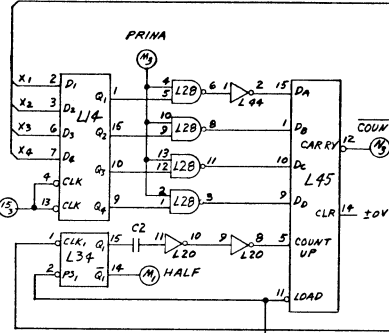 PRINA
M9
X1 2 D1
X2 3 D2
X3 6 D3
X4 7 D4
L14
Q1 1
Q2 16
Q3 10
Q4 9
4 CLK
13 CLK
15
3
4
5
L28
6
1
2
L44
15 DA
10
9
L28
8
1 DB
13
12
L28
11
10 DC
2
1
L28
3
9 DD
L45
CARRY
12
COUN
CLR
14
±0V
COUNT
UP
5
11
LOAD
1 CLK1
Q1 15
C2
11
L20
10
9
L20
8
L34
2 PS1
Q1 14
M1
HALF